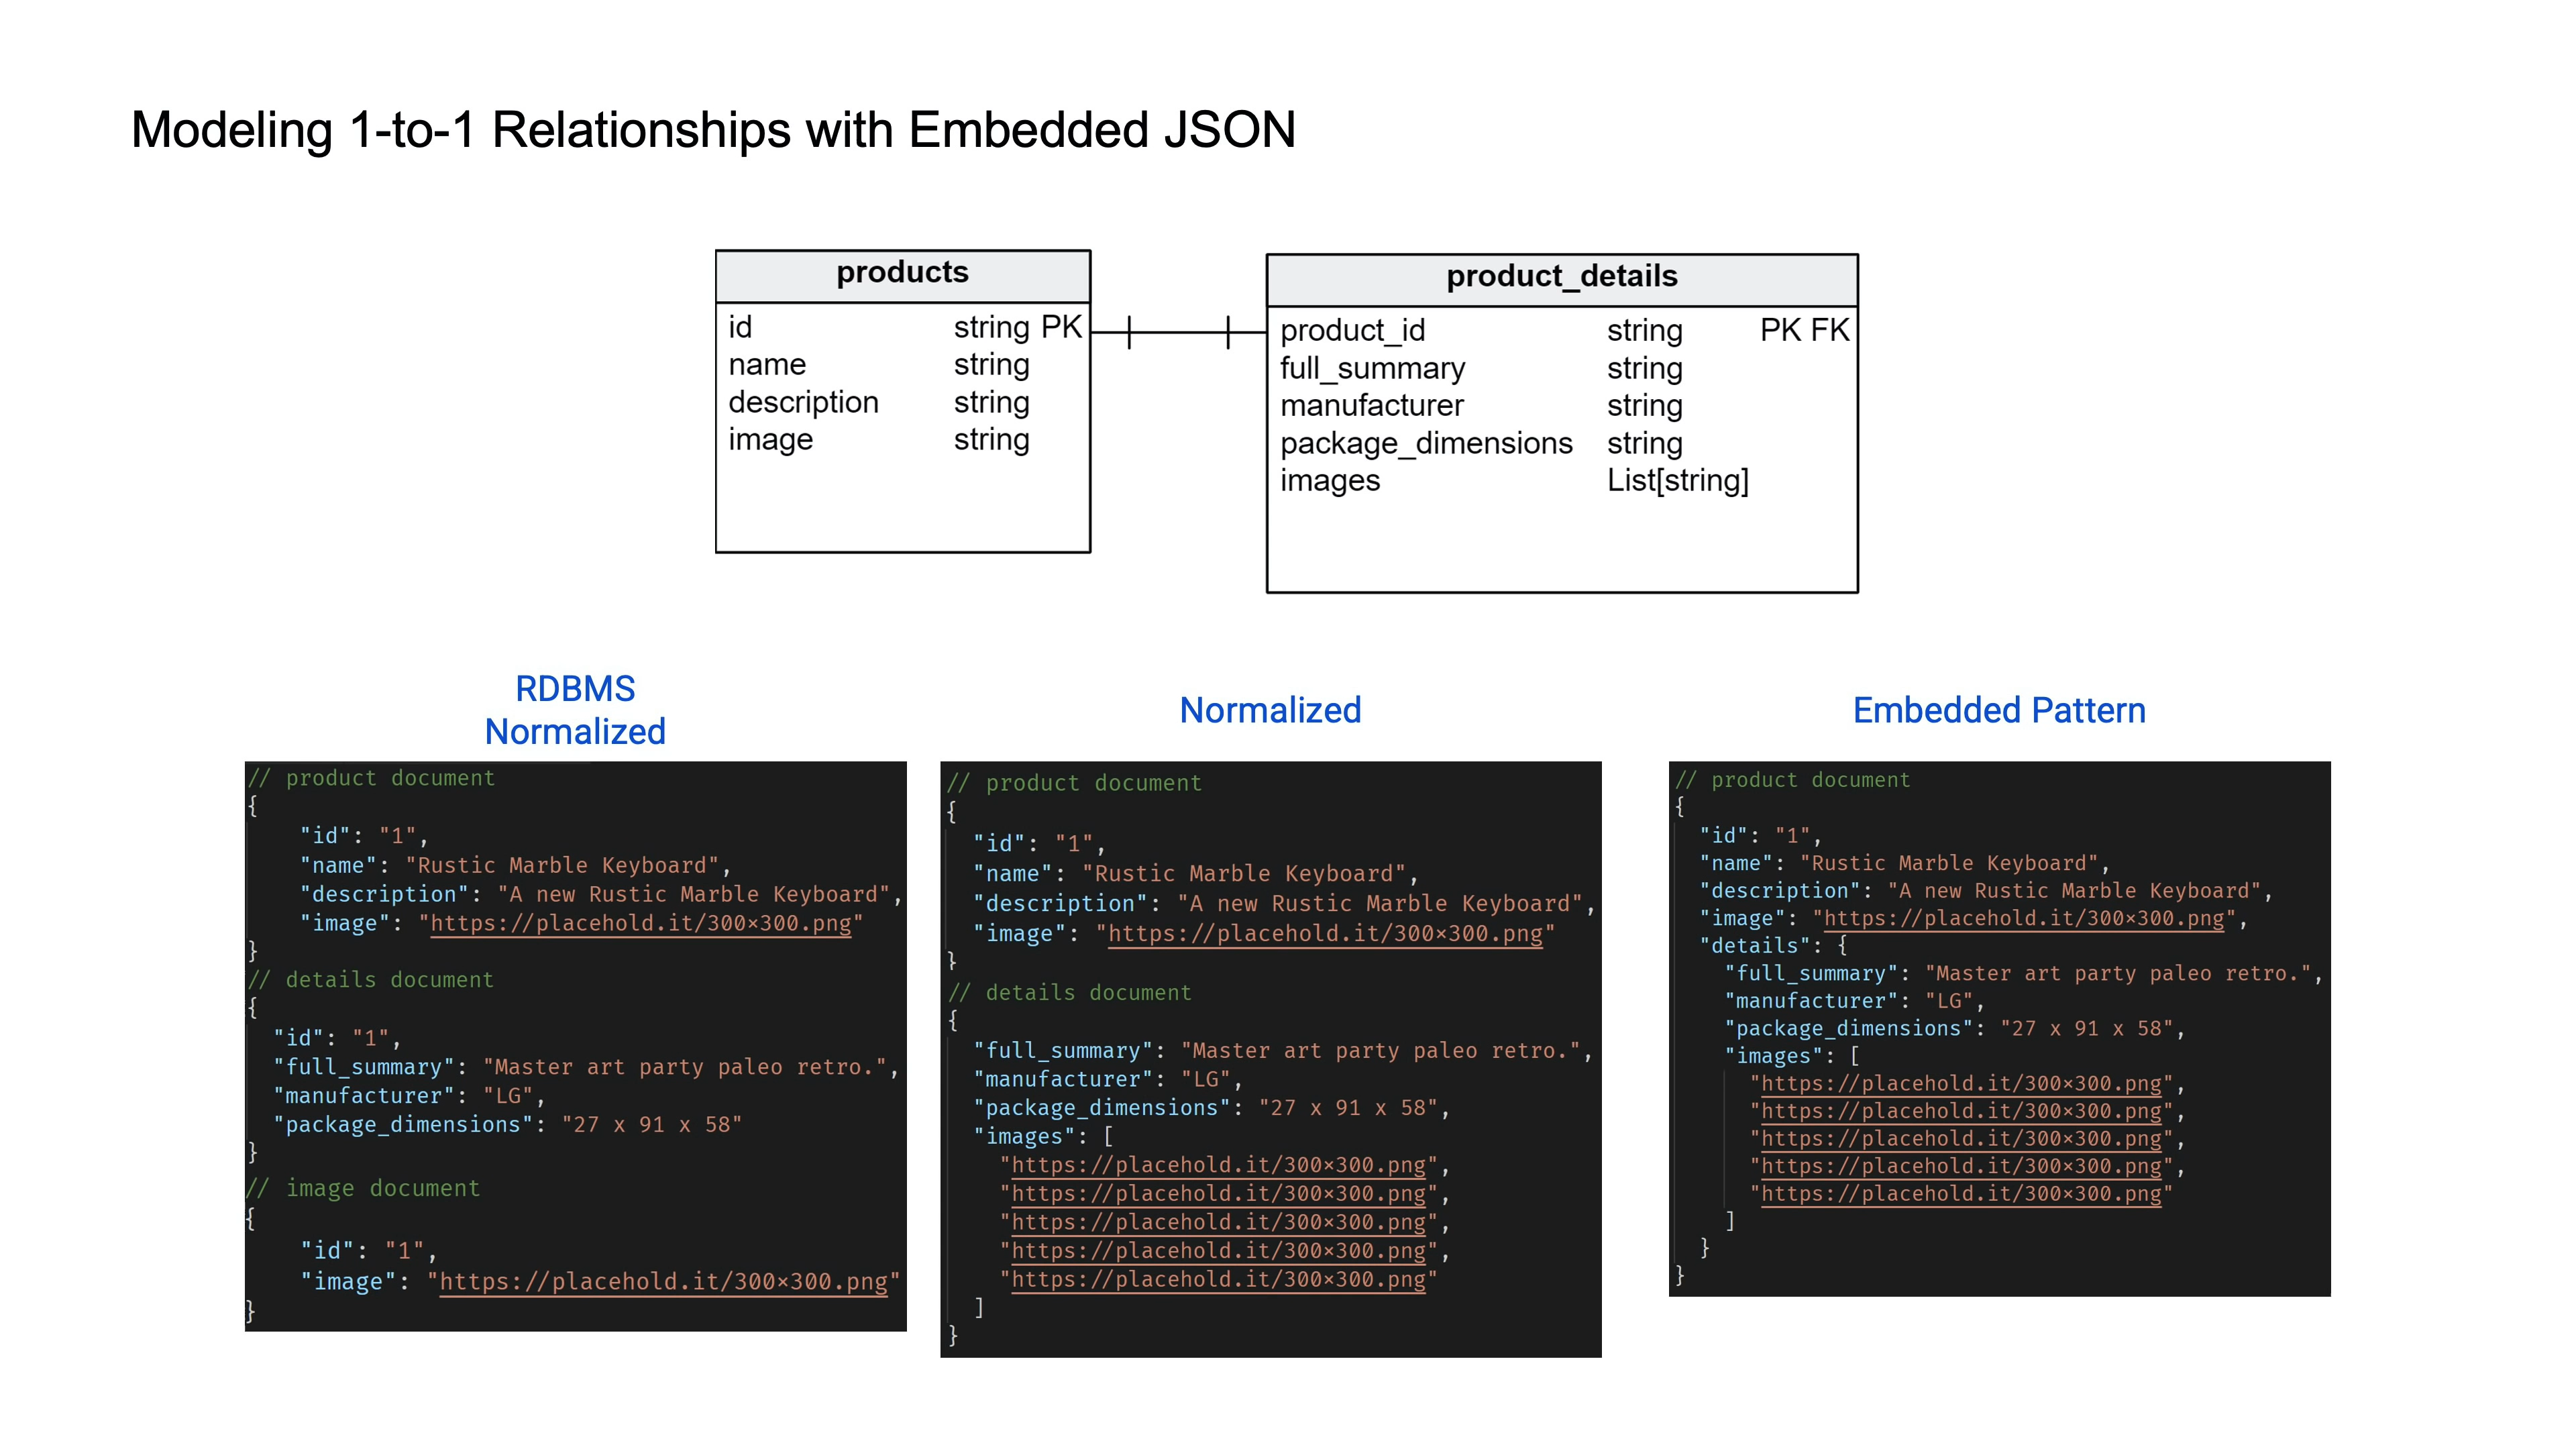 Modeling 1-to-1 Relationships with Embedded JSON
products
id string PK
name string
description string
image string
product_details
product_id string PK FK
full_summary string
manufacturer string
package_dimensions string
images List[string]
RDBMS
Normalized
// product document
{
"id": "1",
"name": "Rustic Marble Keyboard",
"description": "A new Rustic Marble Keyboard",
"image": "https://placehold.it/300×300.png"
}
// details document
{
"id": "1",
"full_summary": "Master art party paleo retro.",
"manufacturer": "LG",
"package_dimensions": "27 x 91 x 58"
}
// image document
{
"id": "1",
"image": "https://placehold.it/300×300.png"
}
Normalized
// product document
{
"id": "1",
"name": "Rustic Marble Keyboard",
"description": "A new Rustic Marble Keyboard",
"image": "https://placehold.it/300×300.png"
}
// details document
{
"full_summary": "Master art party paleo retro.",
"manufacturer": "LG",
"package_dimensions": "27 x 91 x 58",
"images": [
"https://placehold.it/300×300.png",
"https://placehold.it/300×300.png",
"https://placehold.it/300×300.png",
"https://placehold.it/300×300.png",
"https://placehold.it/300×300.png"
]
}
Embedded Pattern
// product document
{
"id": "1",
"name": "Rustic Marble Keyboard",
"description": "A new Rustic Marble Keyboard",
"image": "https://placehold.it/300×300.png",
"details": {
"full_summary": "Master art party paleo retro.",
"manufacturer": "LG",
"package_dimensions": "27 x 91 x 58",
"images": [
"https://placehold.it/300×300.png",
"https://placehold.it/300×300.png",
"https://placehold.it/300×300.png",
"https://placehold.it/300×300.png",
"https://placehold.it/300×300.png"
]
}
}